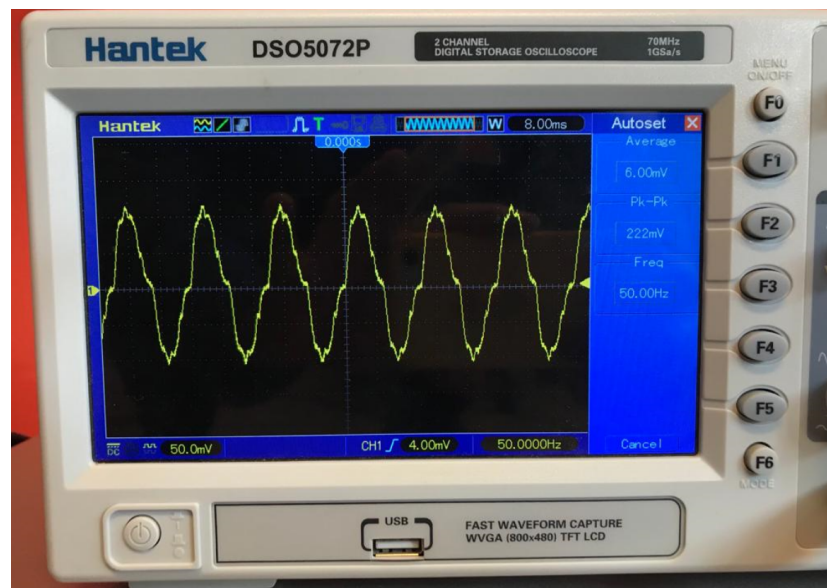 Hantek DSO5072P
2 CHANNEL
DIGITAL STORAGE OSCILLOSCOPE
70MHz
1GSa/s
MENU
ON/OFF
F0
Hantek T W 8.00ms Autoset
0.000s
Average
6.00mV
F1
Pk-Pk
222mV
F2
Freq
50.00Hz
F3
1
F4
F5
DC 50.0mV CH1 4.00mV 50.0000Hz Cancel
F6
MODE
USB
FAST WAVEFORM CAPTURE
WVGA (800x480) TFT LCD